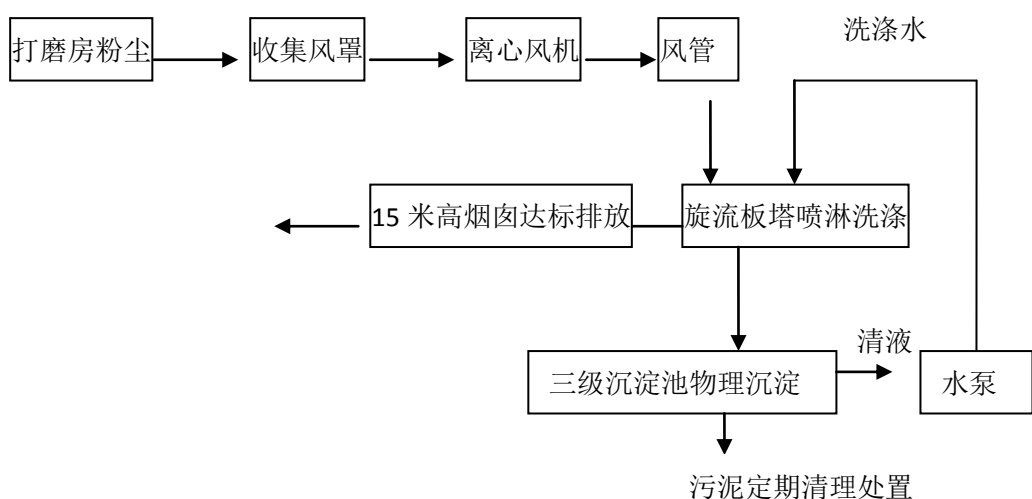 洗涤水
打磨房粉尘
收集风罩
离心风机
风管
15 米高烟囱达标排放
旋流板塔喷淋洗涤
清液
三级沉淀池物理沉淀
水泵
污泥定期清理处置